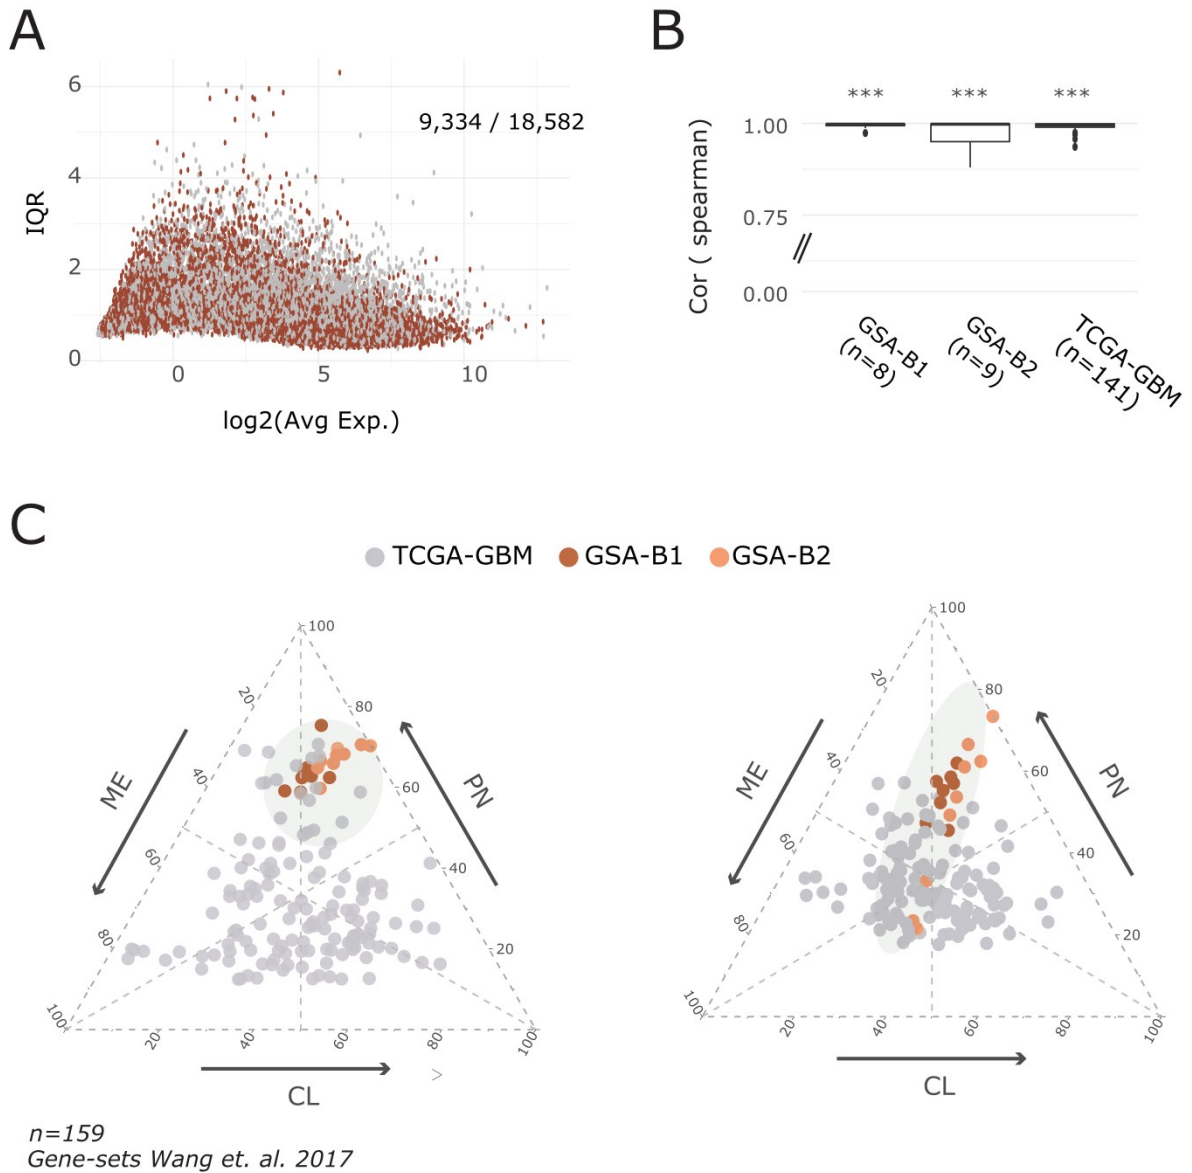 A
B
6
4
2
0
IQR
9,334 / 18,582
0
5
10
log2(Avg Exp.)
Cor ( spearman)
***
***
***
1.00
0.75
0.00
GSA-B1
(n=8)
GSA-B2
(n=9)
TCGA-GBM
(n=141)
C
TCGA-GBM
GSA-B1
GSA-B2
100
20
80
40
60
60
40
80
20
100
20
40
60
80
100
ME
PN
CL
>
100
20
80
40
60
60
40
80
20
100
20
40
60
80
100
ME
PN
CL
n=159
Gene-sets Wang et. al. 2017